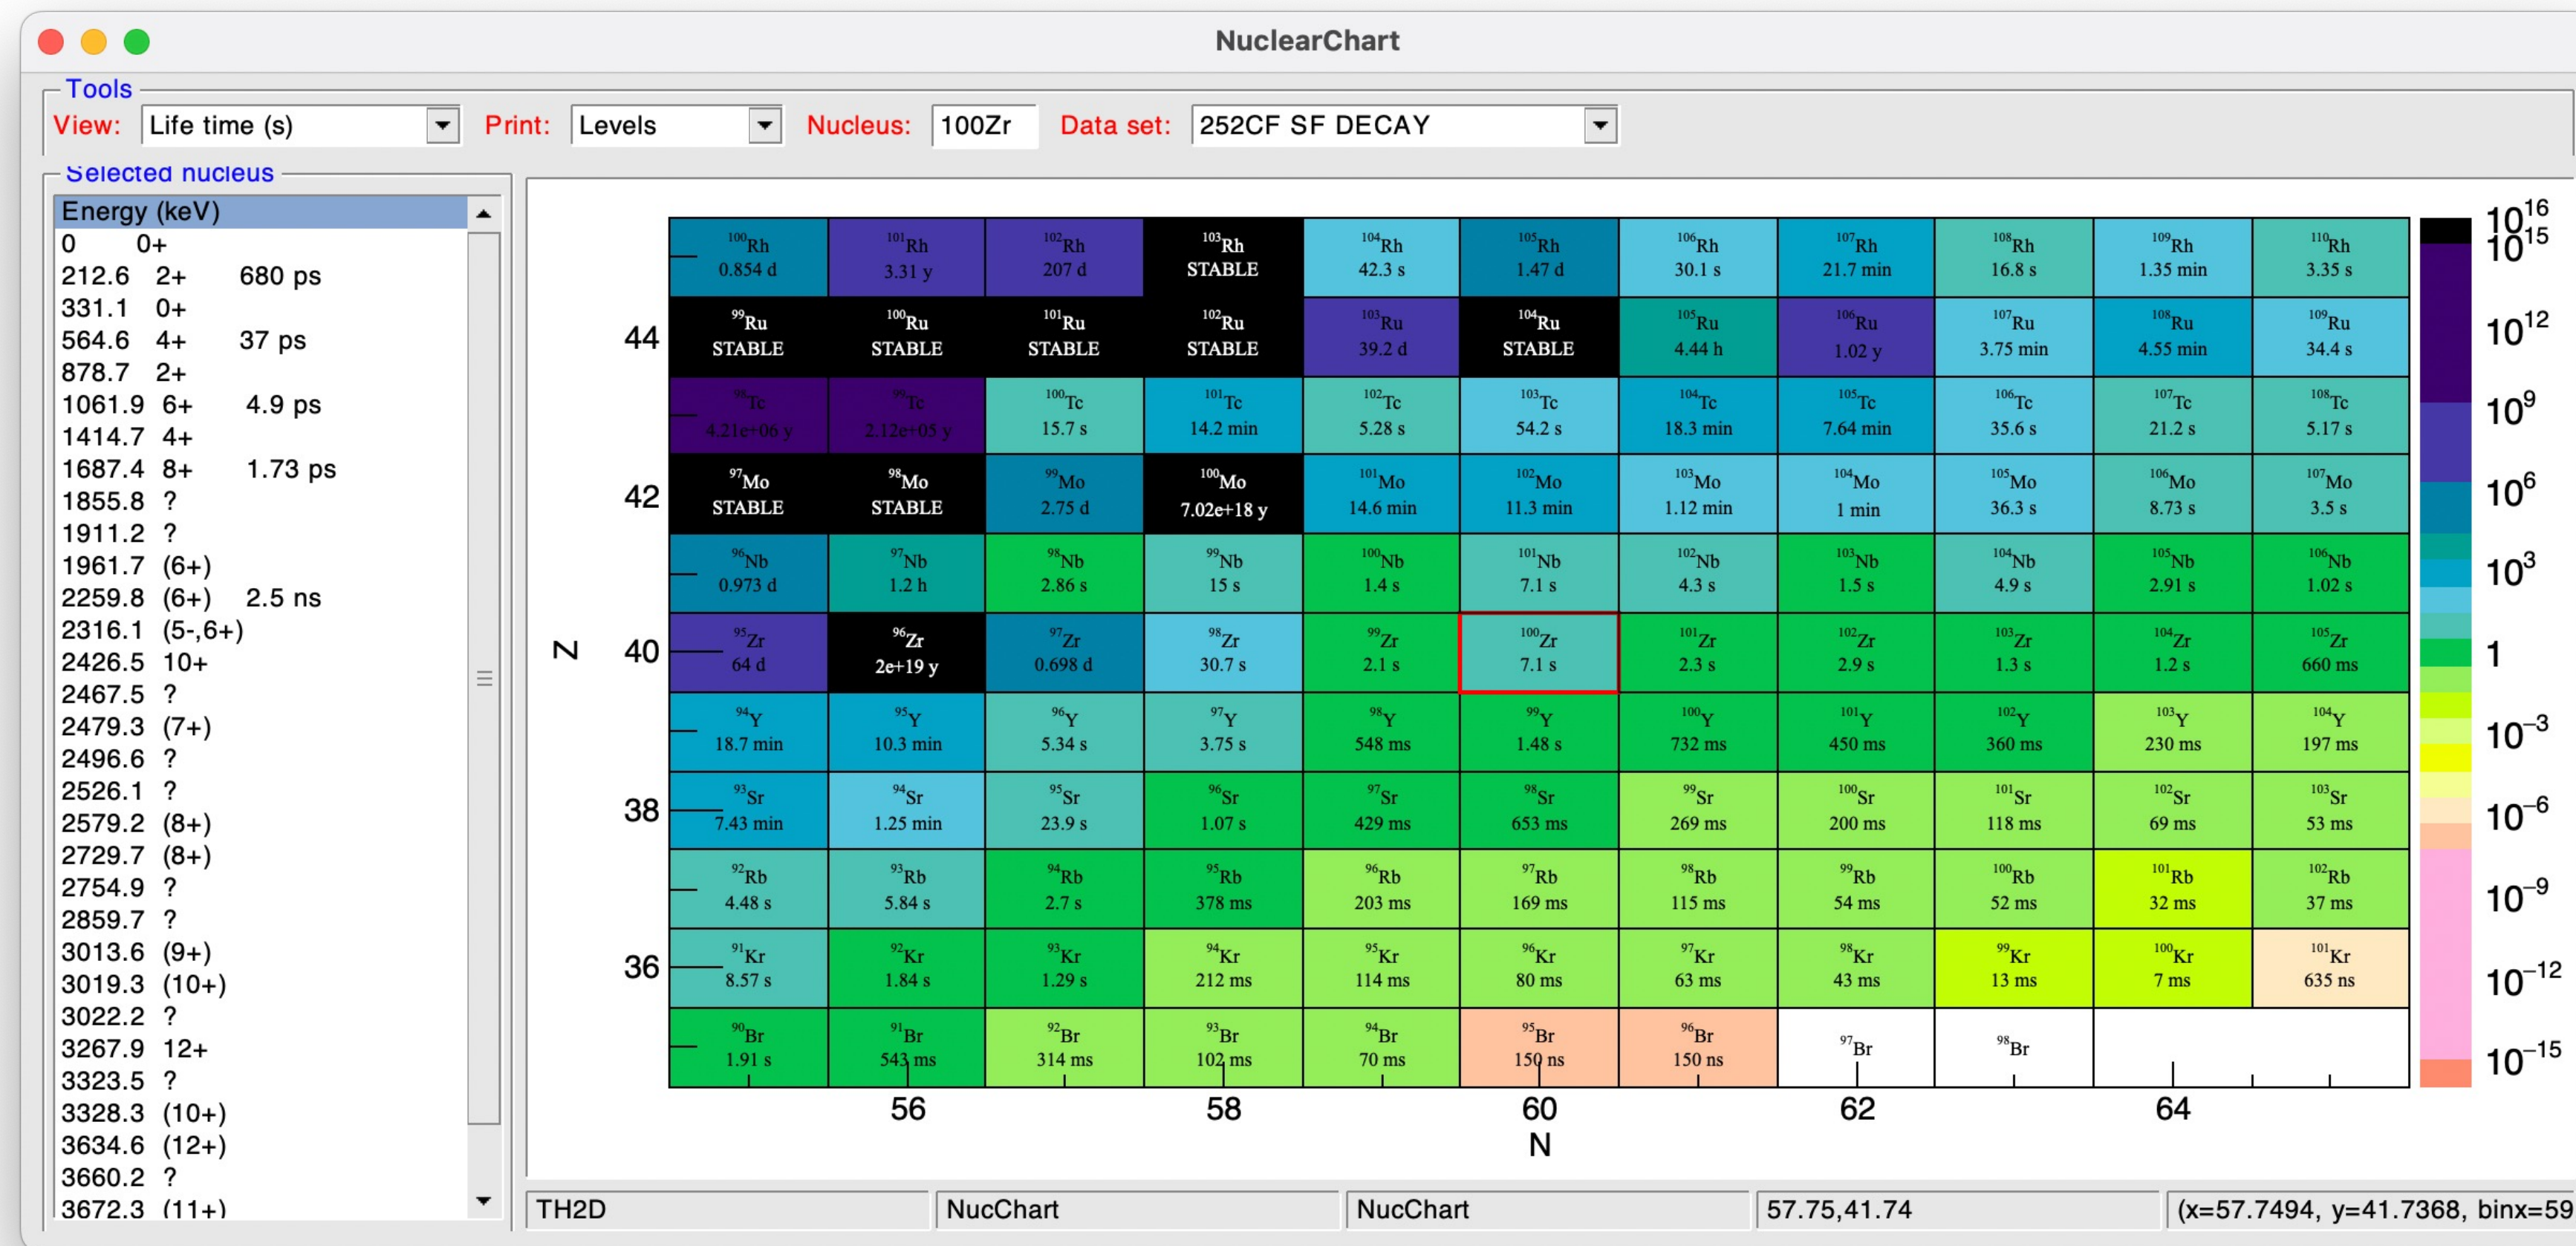 NuclearChart
Tools
View: Life time (s) Print: Levels Nucleus: 100Zr Data set: 252CF SF DECAY
Selected nucleus
Energy (keV)
0 0+
212.6 2+ 680 ps
331.1 0+
564.6 4+ 37 ps
878.7 2+
1061.9 6+ 4.9 ps
1414.7 4+
1687.4 8+ 1.73 ps
1855.8 ?
1911.2 ?
1961.7 (6+)
2259.8 (6+) 2.5 ns
2316.1 (5-,6+)
2426.5 10+
2467.5 ?
2479.3 (7+)
2496.6 ?
2526.1 ?
2579.2 (8+)
2729.7 (8+)
2754.9 ?
2859.7 ?
3013.6 (9+)
3019.3 (10+)
3022.2 ?
3267.9 12+
3323.5 ?
3328.3 (10+)
3634.6 (12+)
3660.2 ?
3672.3 (11+)
100Rh 101Rh 102Rh 103Rh 104Rh 105Rh 106Rh 107Rh 108Rh 109Rh 110Rh
0.854 d 3.31 y 207 d STABLE 42.3 s 1.47 d 30.1 s 21.7 min 16.8 s 1.35 min 3.35 s
44
99Ru 100Ru 101Ru 102Ru 103Ru 104Ru 105Ru 106Ru 107Ru 108Ru 109Ru
STABLE STABLE STABLE STABLE 39.2 d STABLE 4.44 h 1.02 y 3.75 min 4.55 min 34.4 s
98Tc 99Tc 100Tc 101Tc 102Tc 103Tc 104Tc 105Tc 106Tc 107Tc 108Tc
4.21e+06 y 2.12e+05 y 15.7 s 14.2 min 5.28 s 54.2 s 18.3 min 7.64 min 35.6 s 21.2 s 5.17 s
42
97Mo 98Mo 99Mo 100Mo 101Mo 102Mo 103Mo 104Mo 105Mo 106Mo 107Mo
STABLE STABLE 2.75 d 7.02e+18 y 14.6 min 11.3 min 1.12 min 1 min 36.3 s 8.73 s 3.5 s
96Nb 97Nb 98Nb 99Nb 100Nb 101Nb 102Nb 103Nb 104Nb 105Nb 106Nb
0.973 d 1.2 h 2.86 s 15 s 1.4 s 7.1 s 4.3 s 1.5 s 4.9 s 2.91 s 1.02 s
Z
40
95Zr 96Zr 97Zr 98Zr 99Zr 100Zr 101Zr 102Zr 103Zr 104Zr 105Zr
64 d 2e+19 y 0.698 d 30.7 s 2.1 s 7.1 s 2.3 s 2.9 s 1.3 s 1.2 s 660 ms
94Y 95Y 96Y 97Y 98Y 99Y 100Y 101Y 102Y 103Y 104Y
18.7 min 10.3 min 5.34 s 3.75 s 548 ms 1.48 s 732 ms 450 ms 360 ms 230 ms 197 ms
38
93Sr 94Sr 95Sr 96Sr 97Sr 98Sr 99Sr 100Sr 101Sr 102Sr 103Sr
7.43 min 1.25 min 23.9 s 1.07 s 429 ms 653 ms 269 ms 200 ms 118 ms 69 ms 53 ms
92Rb 93Rb 94Rb 95Rb 96Rb 97Rb 98Rb 99Rb 100Rb 101Rb 102Rb
4.48 s 5.84 s 2.7 s 378 ms 203 ms 169 ms 115 ms 54 ms 52 ms 32 ms 37 ms
36
91Kr 92Kr 93Kr 94Kr 95Kr 96Kr 97Kr 98Kr 99Kr 100Kr 101Kr
8.57 s 1.84 s 1.29 s 212 ms 114 ms 80 ms 63 ms 43 ms 13 ms 7 ms 635 ns
90Br 91Br 92Br 93Br 94Br 95Br 96Br 97Br 98Br
1.91 s 543 ms 314 ms 102 ms 70 ms 150 ns 150 ns
56 58 60 62 64
N
10^16
10^15
10^12
10^9
10^6
10^3
1
10^−3
10^−6
10^−9
10^−12
10^−15
TH2D NucChart NucChart 57.75,41.74 (x=57.7494, y=41.7368, binx=59